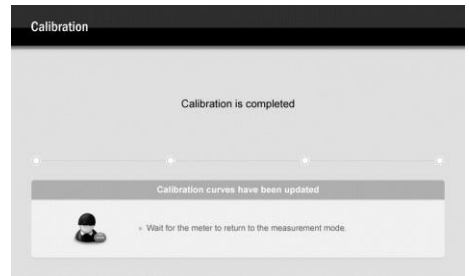 Calibration
Calibration is completed
Calibration curves have been updated
» Wait for the meter to return to the measurement mode.